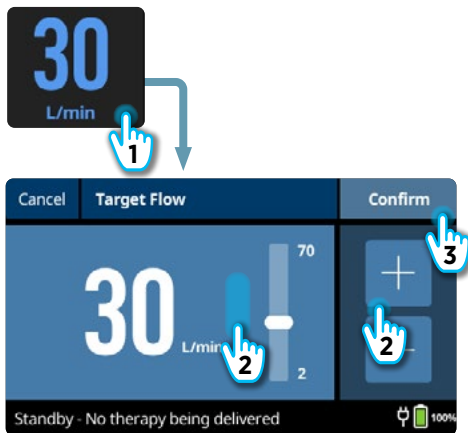 30
L/min
1
Cancel Target Flow Confirm
3
70
30 L/min
2
2
2
Standby - No therapy being delivered 100%